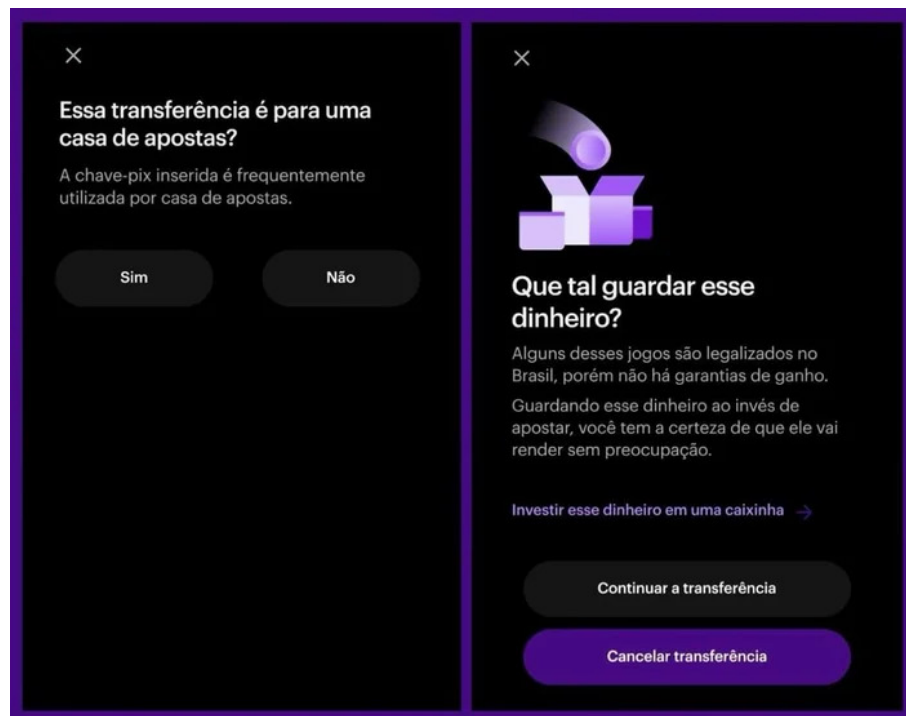 Essa transferência é para uma
casa de apostas?
A chave-pix inserida é frequentemente
utilizada por casa de apostas.
Sim
Não
Que tal guardar esse
dinheiro?
Alguns desses jogos são legalizados no
Brasil, porém não há garantias de ganho.
Guardando esse dinheiro ao invés de
apostar, você tem a certeza de que ele vai
render sem preocupação.
Investir esse dinheiro em uma caixinha
Continuar a transferência
Cancelar transferência